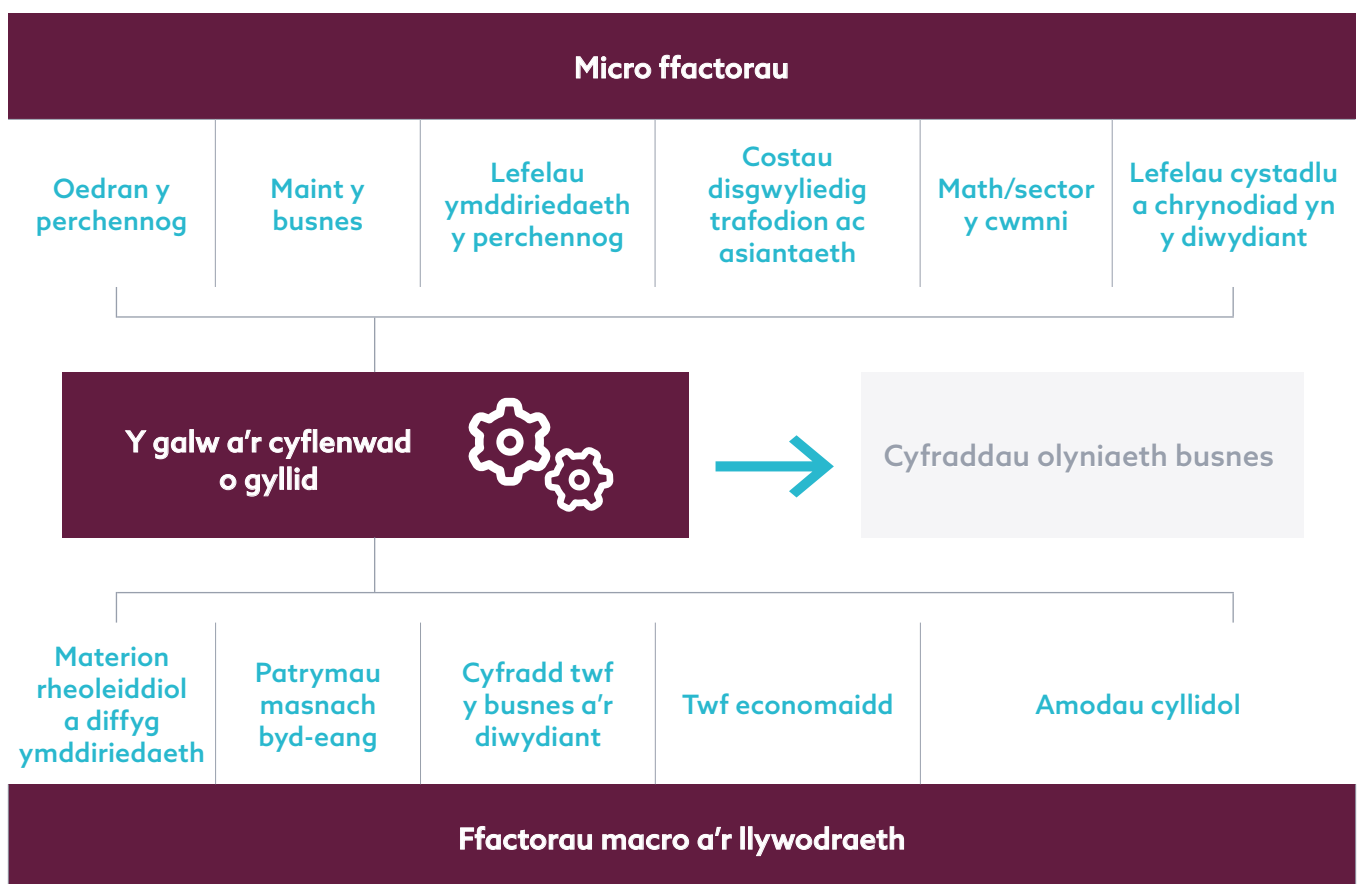 Micro ffactorau
Oedran y
perchennog
Maint y
busnes
Lefelau
ymddiriedaeth
y perchennog
Costau
disgwyliedig
trafodion ac
asiantaeth
Math/sector
y cwmni
Lefelau cystadlu
a chrynodiad yn
y diwydiant
Y galw a'r cyflenwad
o gyllid
Cyfraddau olyniaeth busnes
Materion
rheoleiddiol
a diffyg
ymddiriedaeth
Patrymau
masnach
byd-eang
Cyfradd twf
y busnes a'r
diwydiant
Twf economaidd
Amodau cyllidol
Ffactorau macro a'r llywodraeth